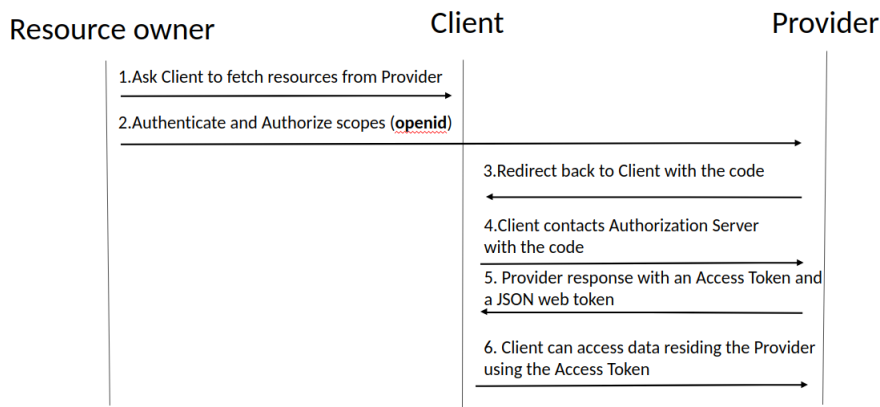 Resource owner
Client
Provider
1.Ask Client to fetch resources from Provider
2.Authenticate and Authorize scopes (openid)
3.Redirect back to Client with the code
4.Client contacts Authorization Server
with the code
5. Provider response with an Access Token and
a JSON web token
6. Client can access data residing the Provider
using the Access Token